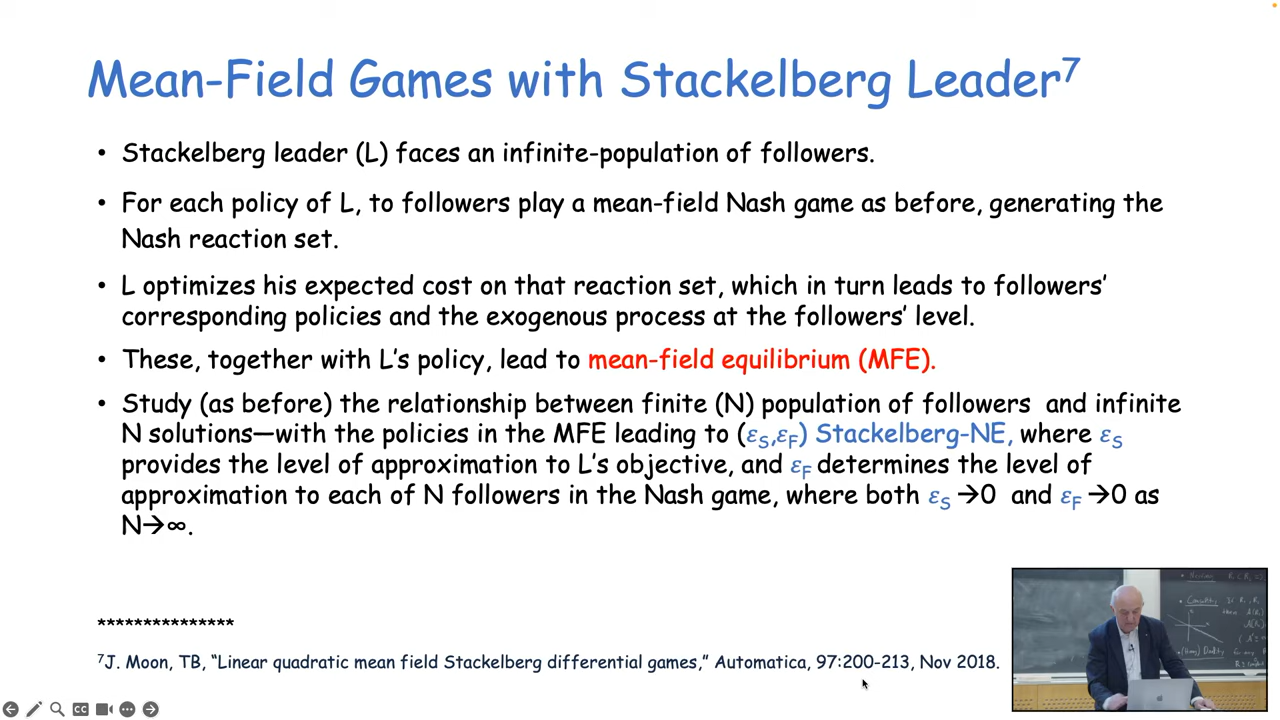 Mean-Field Games with Stackelberg Leader⁷
• Stackelberg leader (L) faces an infinite-population of followers.
• For each policy of L, to followers play a mean-field Nash game as before, generating the
Nash reaction set.
• L optimizes his expected cost on that reaction set, which in turn leads to followers'
corresponding policies and the exogenous process at the followers' level.
• These, together with L's policy, lead to mean-field equilibrium (MFE).
• Study (as before) the relationship between finite (N) population of followers and infinite
N solutions—with the policies in the MFE leading to (εS,εF) Stackelberg-NE, where εS
provides the level of approximation to L's objective, and εF determines the level of
approximation to each of N followers in the Nash game, where both εS →0 and εF →0 as
N→∞.
***************
⁷J. Moon, TB, "Linear quadratic mean field Stackelberg differential games," Automatica, 97:200-213, Nov 2018.
CC